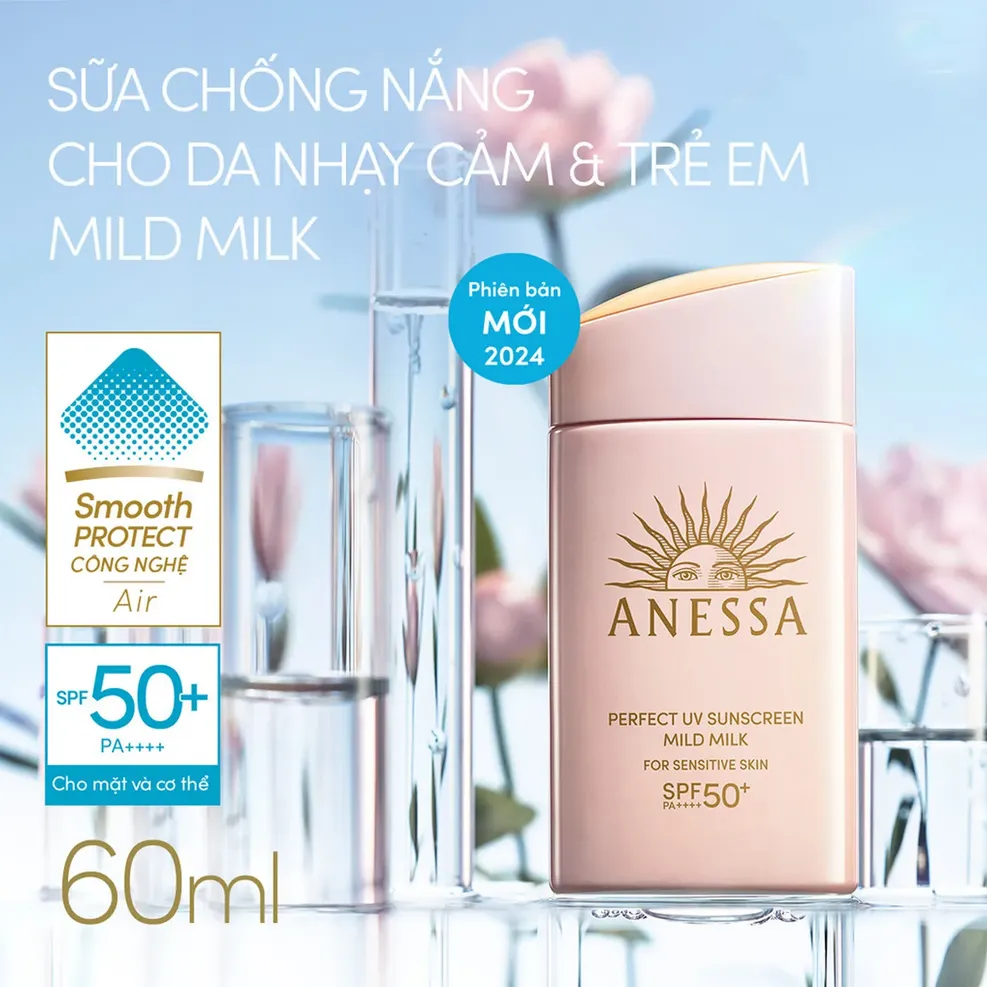 SỮA CHỐNG NẮNG
CHO DA NHẠY CẢM & TRẺ EM
MILD MILK
Phiên bản
MỚI
2024
Smooth
PROTECT
CÔNG NGHỆ
Air
SPF 50+
PA++++
Cho mặt và cơ thể
60ml
ANESSA
PERFECT UV SUNSCREEN
MILD MILK
FOR SENSITIVE SKIN
SPF 50+
PA++++